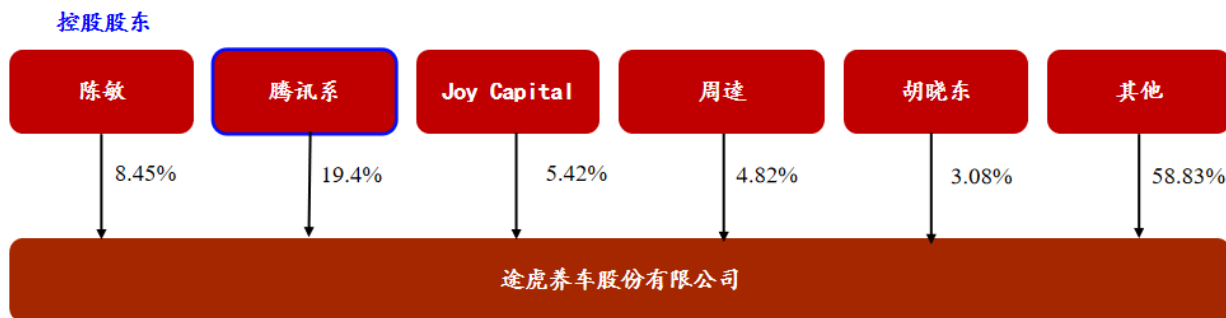 控股股东
陈敏
腾讯系
Joy Capital
周逵
胡晓东
其他
8.45%
19.4%
5.42%
4.82%
3.08%
58.83%
途虎养车股份有限公司